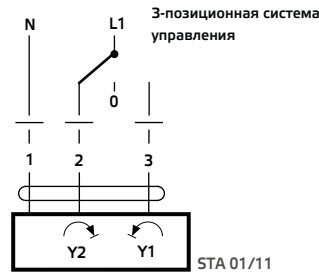 3-позиционная система
управления
N
L1
0
1 2 3
Y2 Y1
STA 01/11